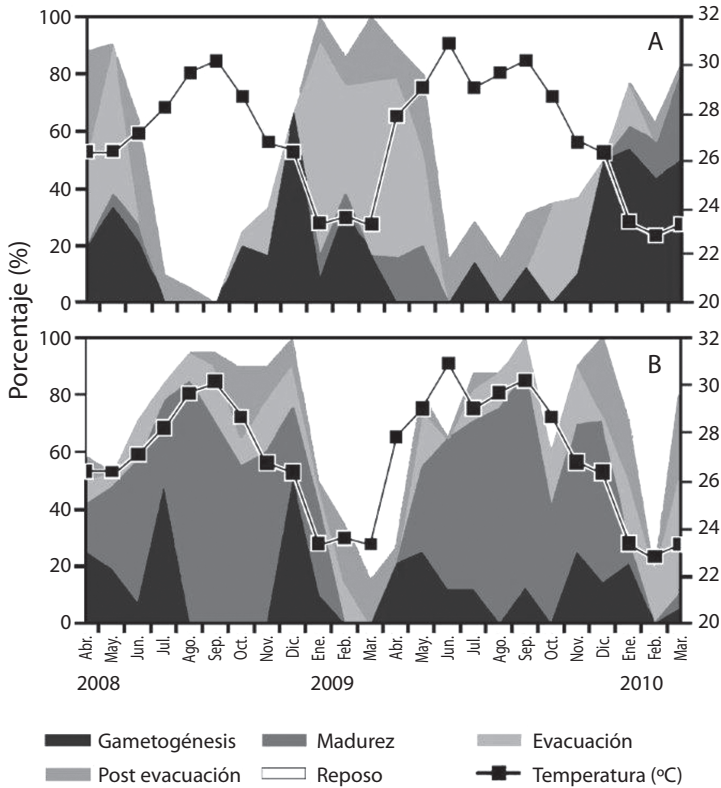 100 80 60 40 20 0
A
32 30 28 26 24 22 20
Porcentaje (%)
100 80 60 40 20 0
B
32 30 28 26 24 22 20
Abr. May. Jun. Jul. Ago. Sep. Oct. Nov. Dic. Ene. Feb. Mar. Abr. May. Jun. Jul. Ago. Sep. Oct. Nov. Dic. Ene. Feb. Mar.
2008 2009 2010
Gametogénesis Madurez Evacuación
Post evacuación Reposo Temperatura (ºC)